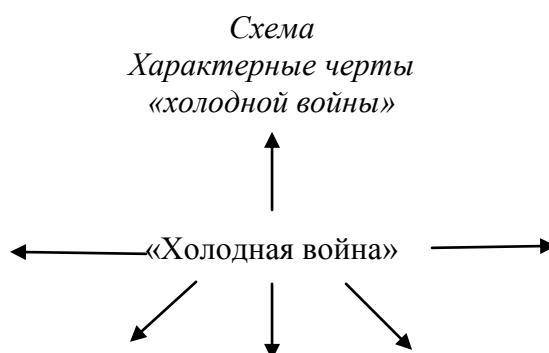 Схема
Характерные черты
«холодной войны»
«Холодная война»